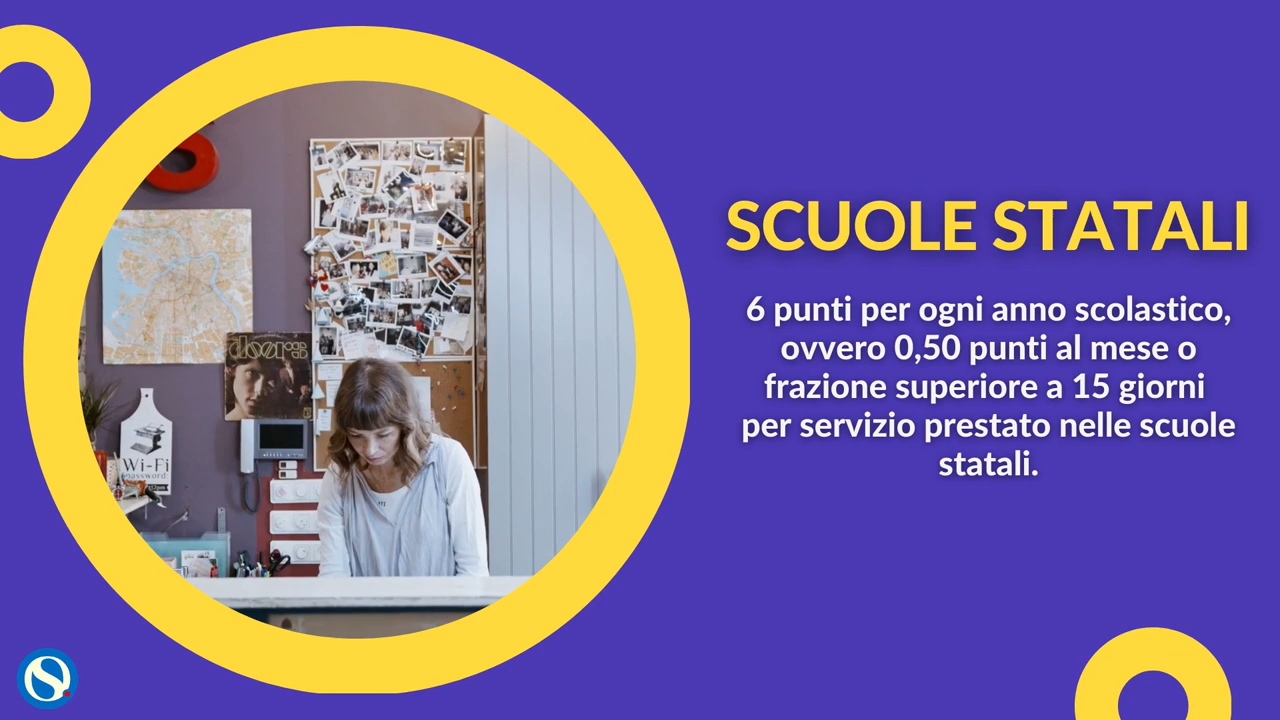 SCUOLE STATALI
6 punti per ogni anno scolastico,
ovvero 0,50 punti al mese o
frazione superiore a 15 giorni
per servizio prestato nelle scuole
statali.
doors
Wi-Fi
password:
S